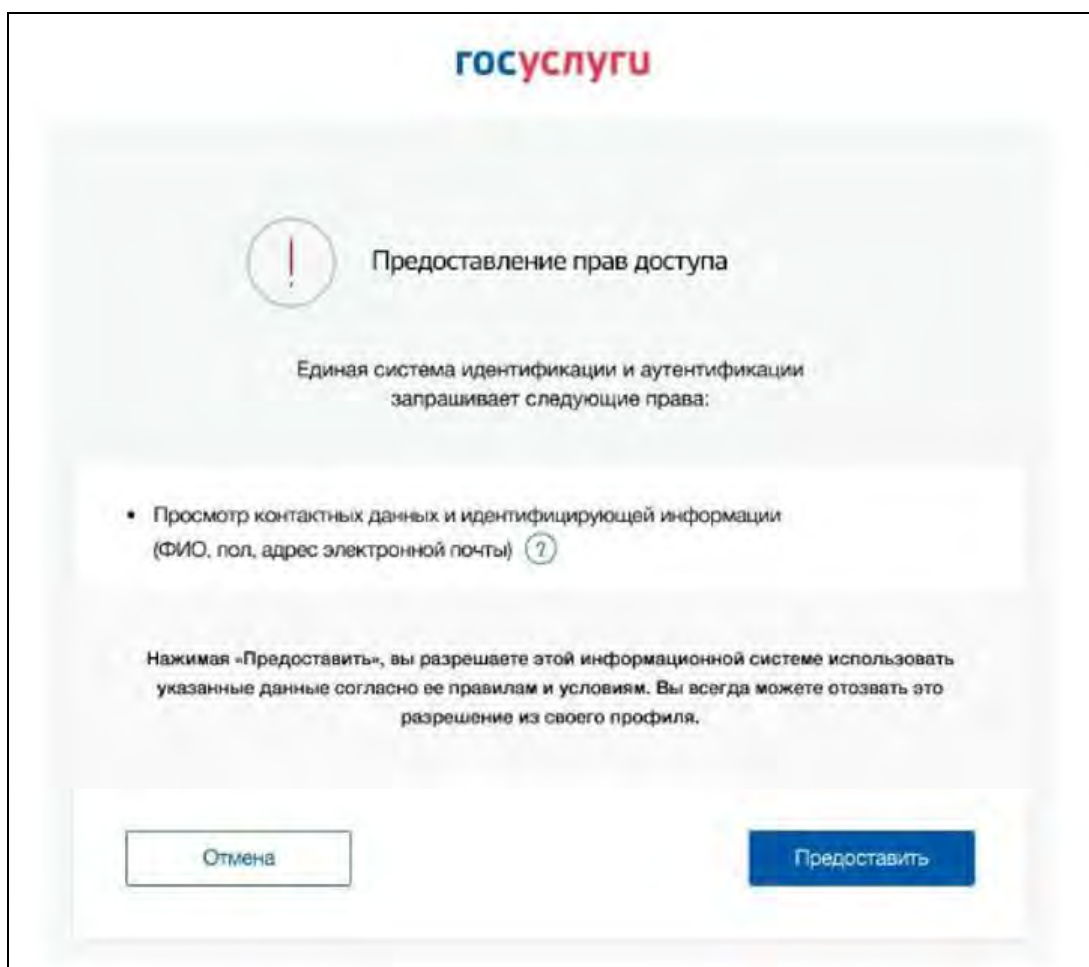 госуслуги
Предоставление прав доступа
Единая система идентификации и аутентификации
запрашивает следующие права:
• Просмотр контактных данных и идентифицирующей информации
(ФИО, пол, адрес электронной почты) ?
Нажимая «Предоставить», вы разрешаете этой информационной системе использовать
указанные данные согласно ее правилам и условиям. Вы всегда можете отозвать это
разрешение из своего профиля.
Отмена
Предоставить